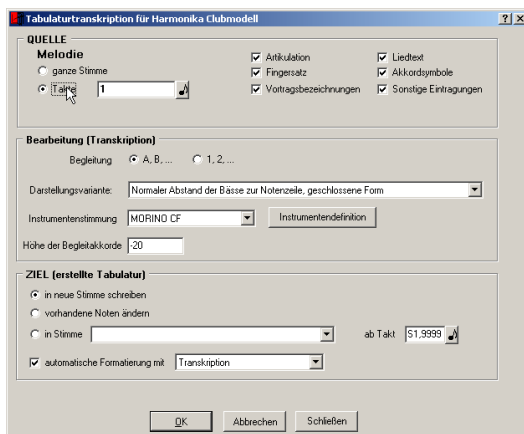 Tabulaturtranskription für Harmonika Clubmodell
QUELLE
Melodie
ganze Stimme
Takte 1
Artikulation
Fingersatz
Vortragsbezeichnungen
Liedtext
Akkordsymbole
Sonstige Eintragungen
Bearbeitung (Transkription)
Begleitung A, B, ... 1, 2, ...
Darstellungsvariante: Normaler Abstand der Bässe zur Notenzeile, geschlossene Form
Instrumentenstimmung MORINO CF Instrumentendefinition
Höhe der Begleitakkorde -20
ZIEL (erstellte Tabulatur)
in neue Stimme schreiben
vorhandene Noten ändern
in Stimme ab Takt S1,9999
automatische Formatierung mit Transkription
OK Abbrechen Schließen